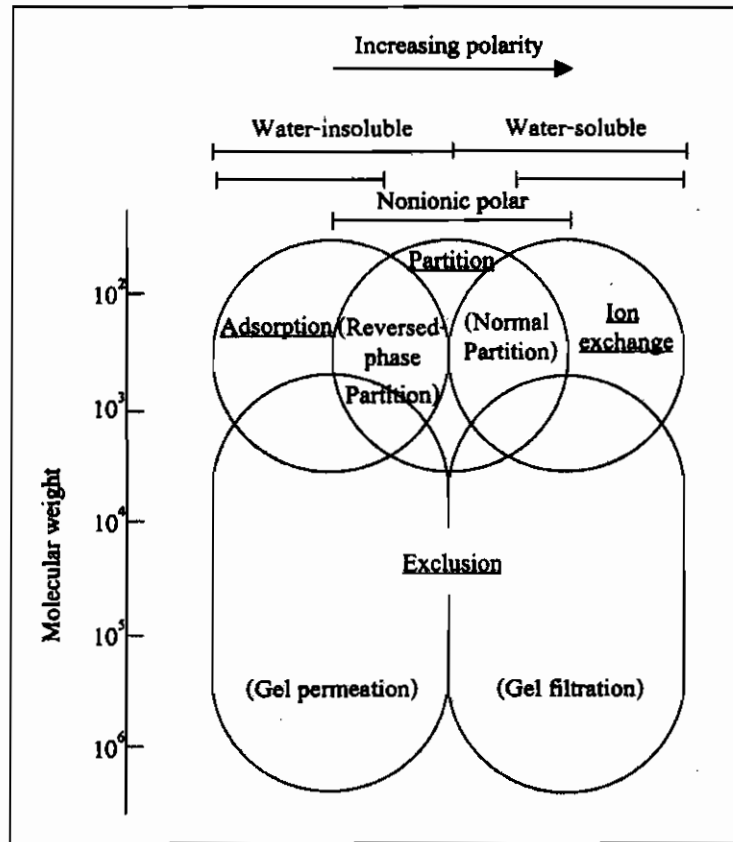 Increasing polarity
Water-insoluble
Water-soluble
Nonionic polar
Partition
10²
Adsorption
(Reversed-
phase
Partition)
(Normal
Partition)
Ion
exchange
10³
10⁴
Exclusion
10⁵
(Gel permeation)
(Gel filtration)
10⁶
Molecular weight